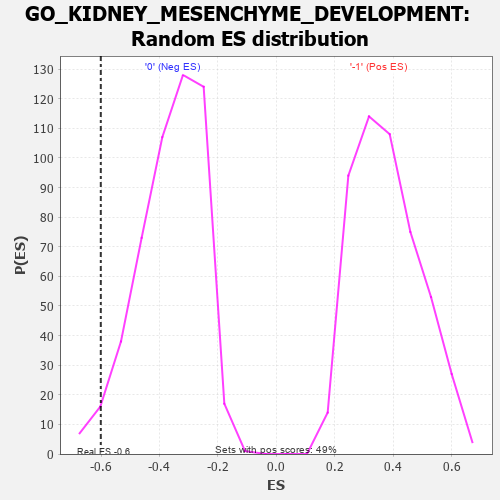 GO_KIDNEY_MESENCHYME_DEVELOPMENT:
Random ES distribution
'0' (Neg ES)
'-1' (Pos ES)
130
120
110
100
90
80
70
60
50
40
30
20
10
0
P(ES)
Real ES -0.6
Sets with pos scores: 49%
-0.6
-0.4
-0.2
0.0
0.2
0.4
0.6
ES